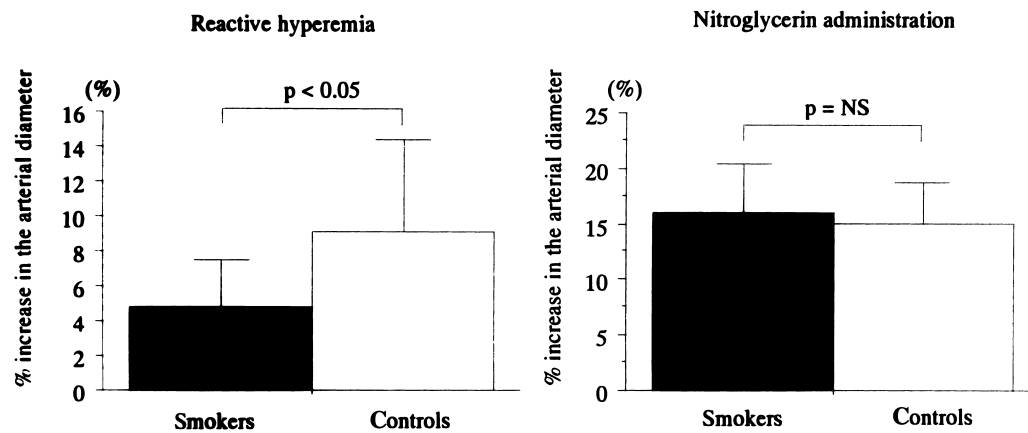 Reactive hyperemia
% increase in the arterial diameter
(%)
16
14
12
10
8
6
4
2
0
p < 0.05
Smokers
Controls
Nitroglycerin administration
% increase in the arterial diameter
(%)
25
20
15
10
5
0
p = NS
Smokers
Controls